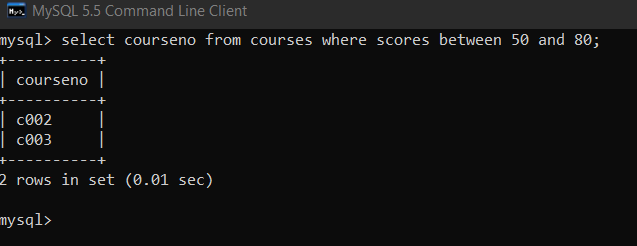 MySQL 5.5 Command Line Client
mysql> select courseno from courses where scores between 50 and 80;
+----------+
| courseno |
+----------+
| c002     |
| c003     |
+----------+
2 rows in set (0.01 sec)
mysql>